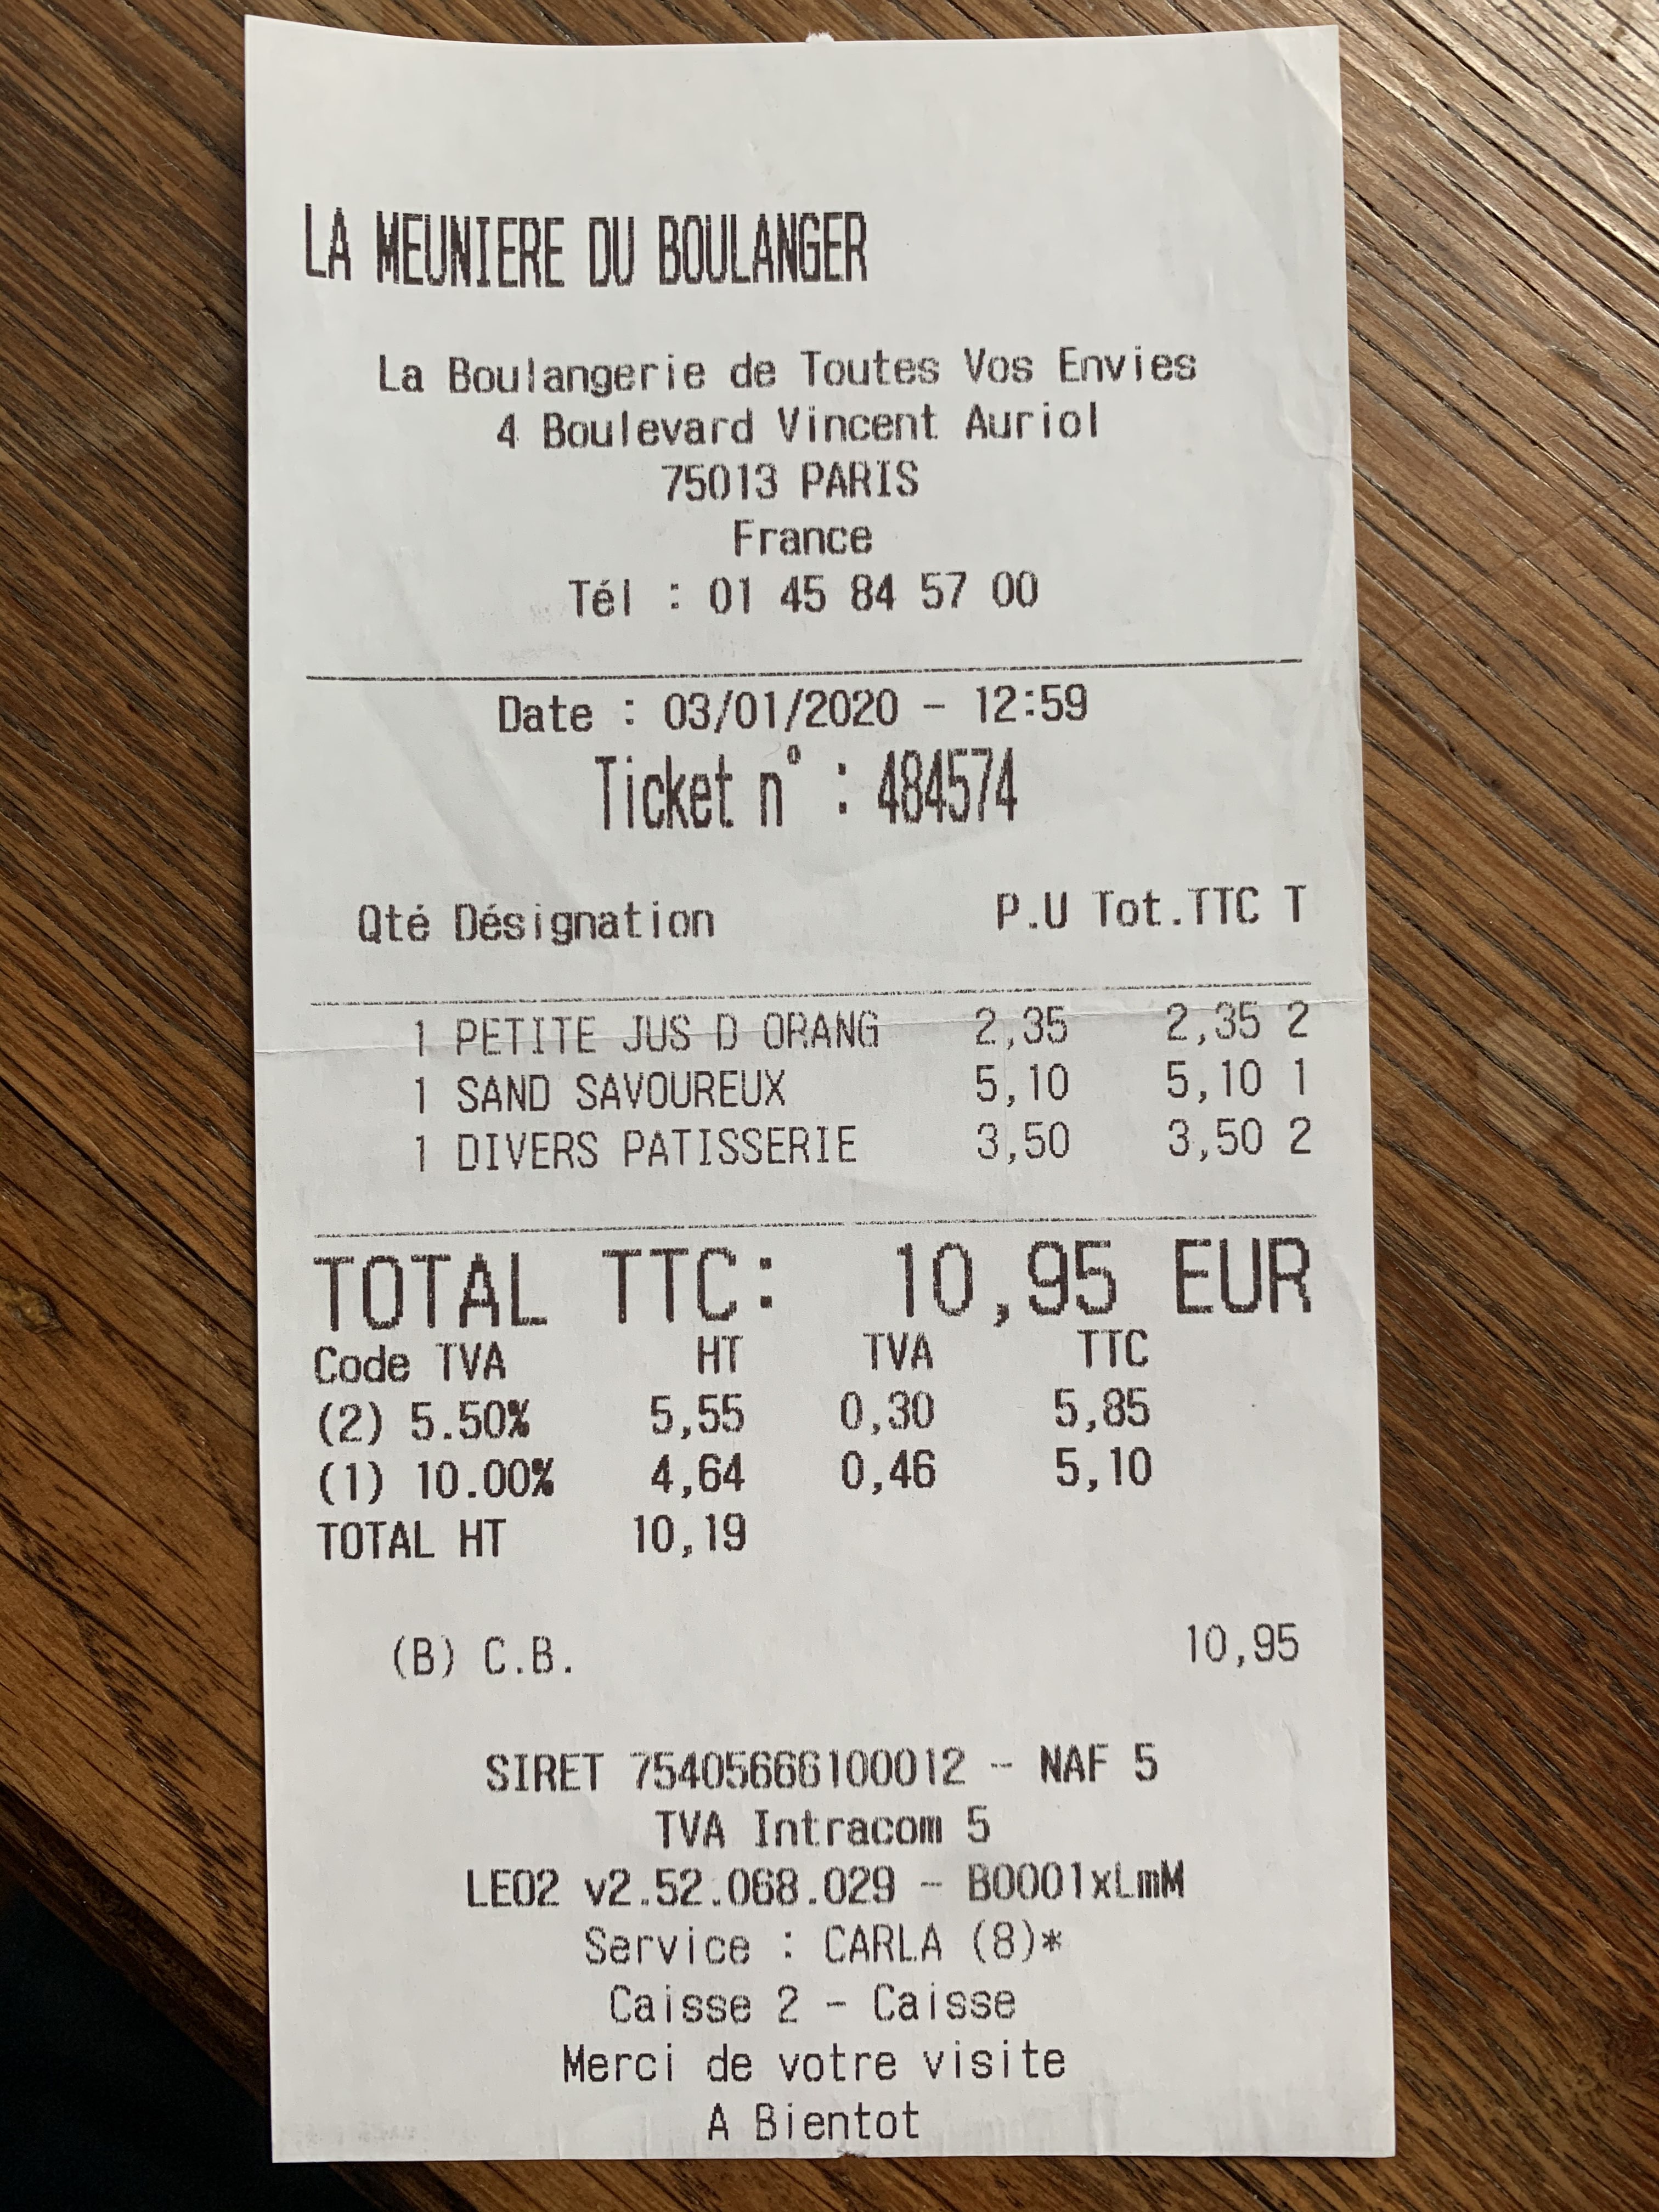 LA MEUNIERE DU BOULANGER
La Boulangerie de Toutes Vos Envies
4 Boulevard Vincent Auriol
75013 PARIS
France
Tél : 01 45 84 57 00
Date : 03/01/2020 - 12:59
Ticket n° : 484574
Qté Désignation P.U Tot.TTC T
1 PETITE JUS D ORANG 2,35 2,35 2
1 SAND SAVOUREUX 5,10 5,10 1
1 DIVERS PATISSERIE 3,50 3,50 2
TOTAL TTC: 10,95 EUR
Code TVA HT TVA TTC
(2) 5.50% 5,55 0,30 5,85
(1) 10.00% 4,64 0,46 5,10
TOTAL HT 10,19
(B) C.B. 10,95
SIRET 75405666100012 - NAF 5
TVA Intracom 5
LEO2 v2.52.068.029 - B0001xLmM
Service : CARLA (8)*
Caisse 2 - Caisse
Merci de votre visite
A Bientot